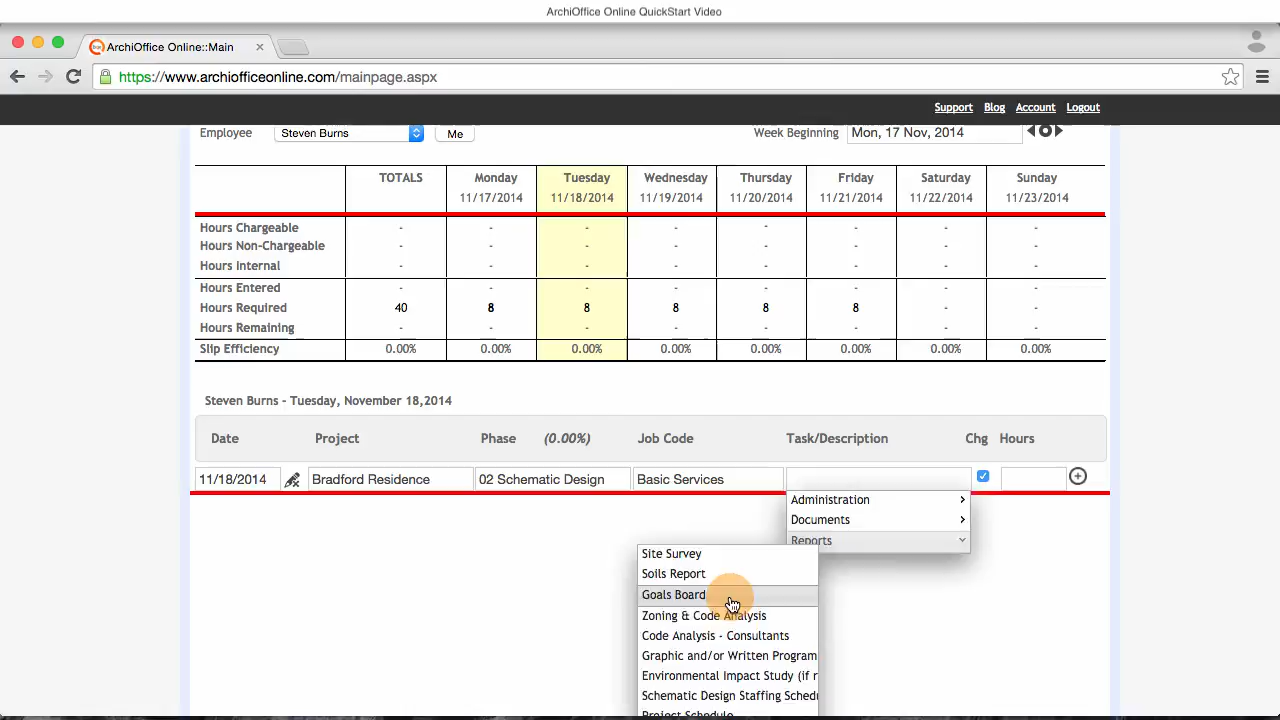 ArchiOffice Online QuickStart Video
ArchiOffice Online::Main
https://www.archiofficeonline.com/mainpage.aspx
Support Blog Account Logout
Employee Steven Burns Me Week Beginning Mon, 17 Nov, 2014
TOTALS Monday Tuesday Wednesday Thursday Friday Saturday Sunday
11/17/2014 11/18/2014 11/19/2014 11/20/2014 11/21/2014 11/22/2014 11/23/2014
Hours Chargeable - - - - - - - -
Hours Non-Chargeable - - - - - - - -
Hours Internal - - - - - - - -
Hours Entered - - - - - - - -
Hours Required 40 8 8 8 8 8 - -
Hours Remaining - - - - - - - -
Slip Efficiency 0.00% 0.00% 0.00% 0.00% 0.00% 0.00% 0.00% 0.00%
Steven Burns - Tuesday, November 18,2014
Date Project Phase (0.00%) Job Code Task/Description Chg Hours
11/18/2014 Bradford Residence 02 Schematic Design Basic Services
Administration
Documents
Reports
Site Survey
Soils Report
Goals Board
Zoning & Code Analysis
Code Analysis - Consultants
Graphic and/or Written Program
Environmental Impact Study (if r
Schematic Design Staffing Sched
Project Schedule